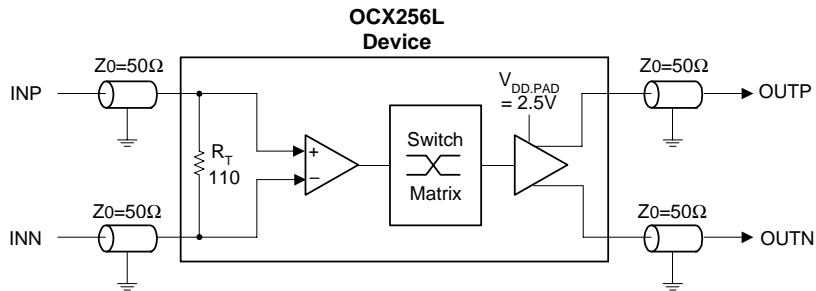 OCX256L
Device
Z0=50Ω
Z0=50Ω
INP
OUTP
VDD.PAD
= 2.5V
RT
110
+
−
Switch
Matrix
Z0=50Ω
Z0=50Ω
INN
OUTN